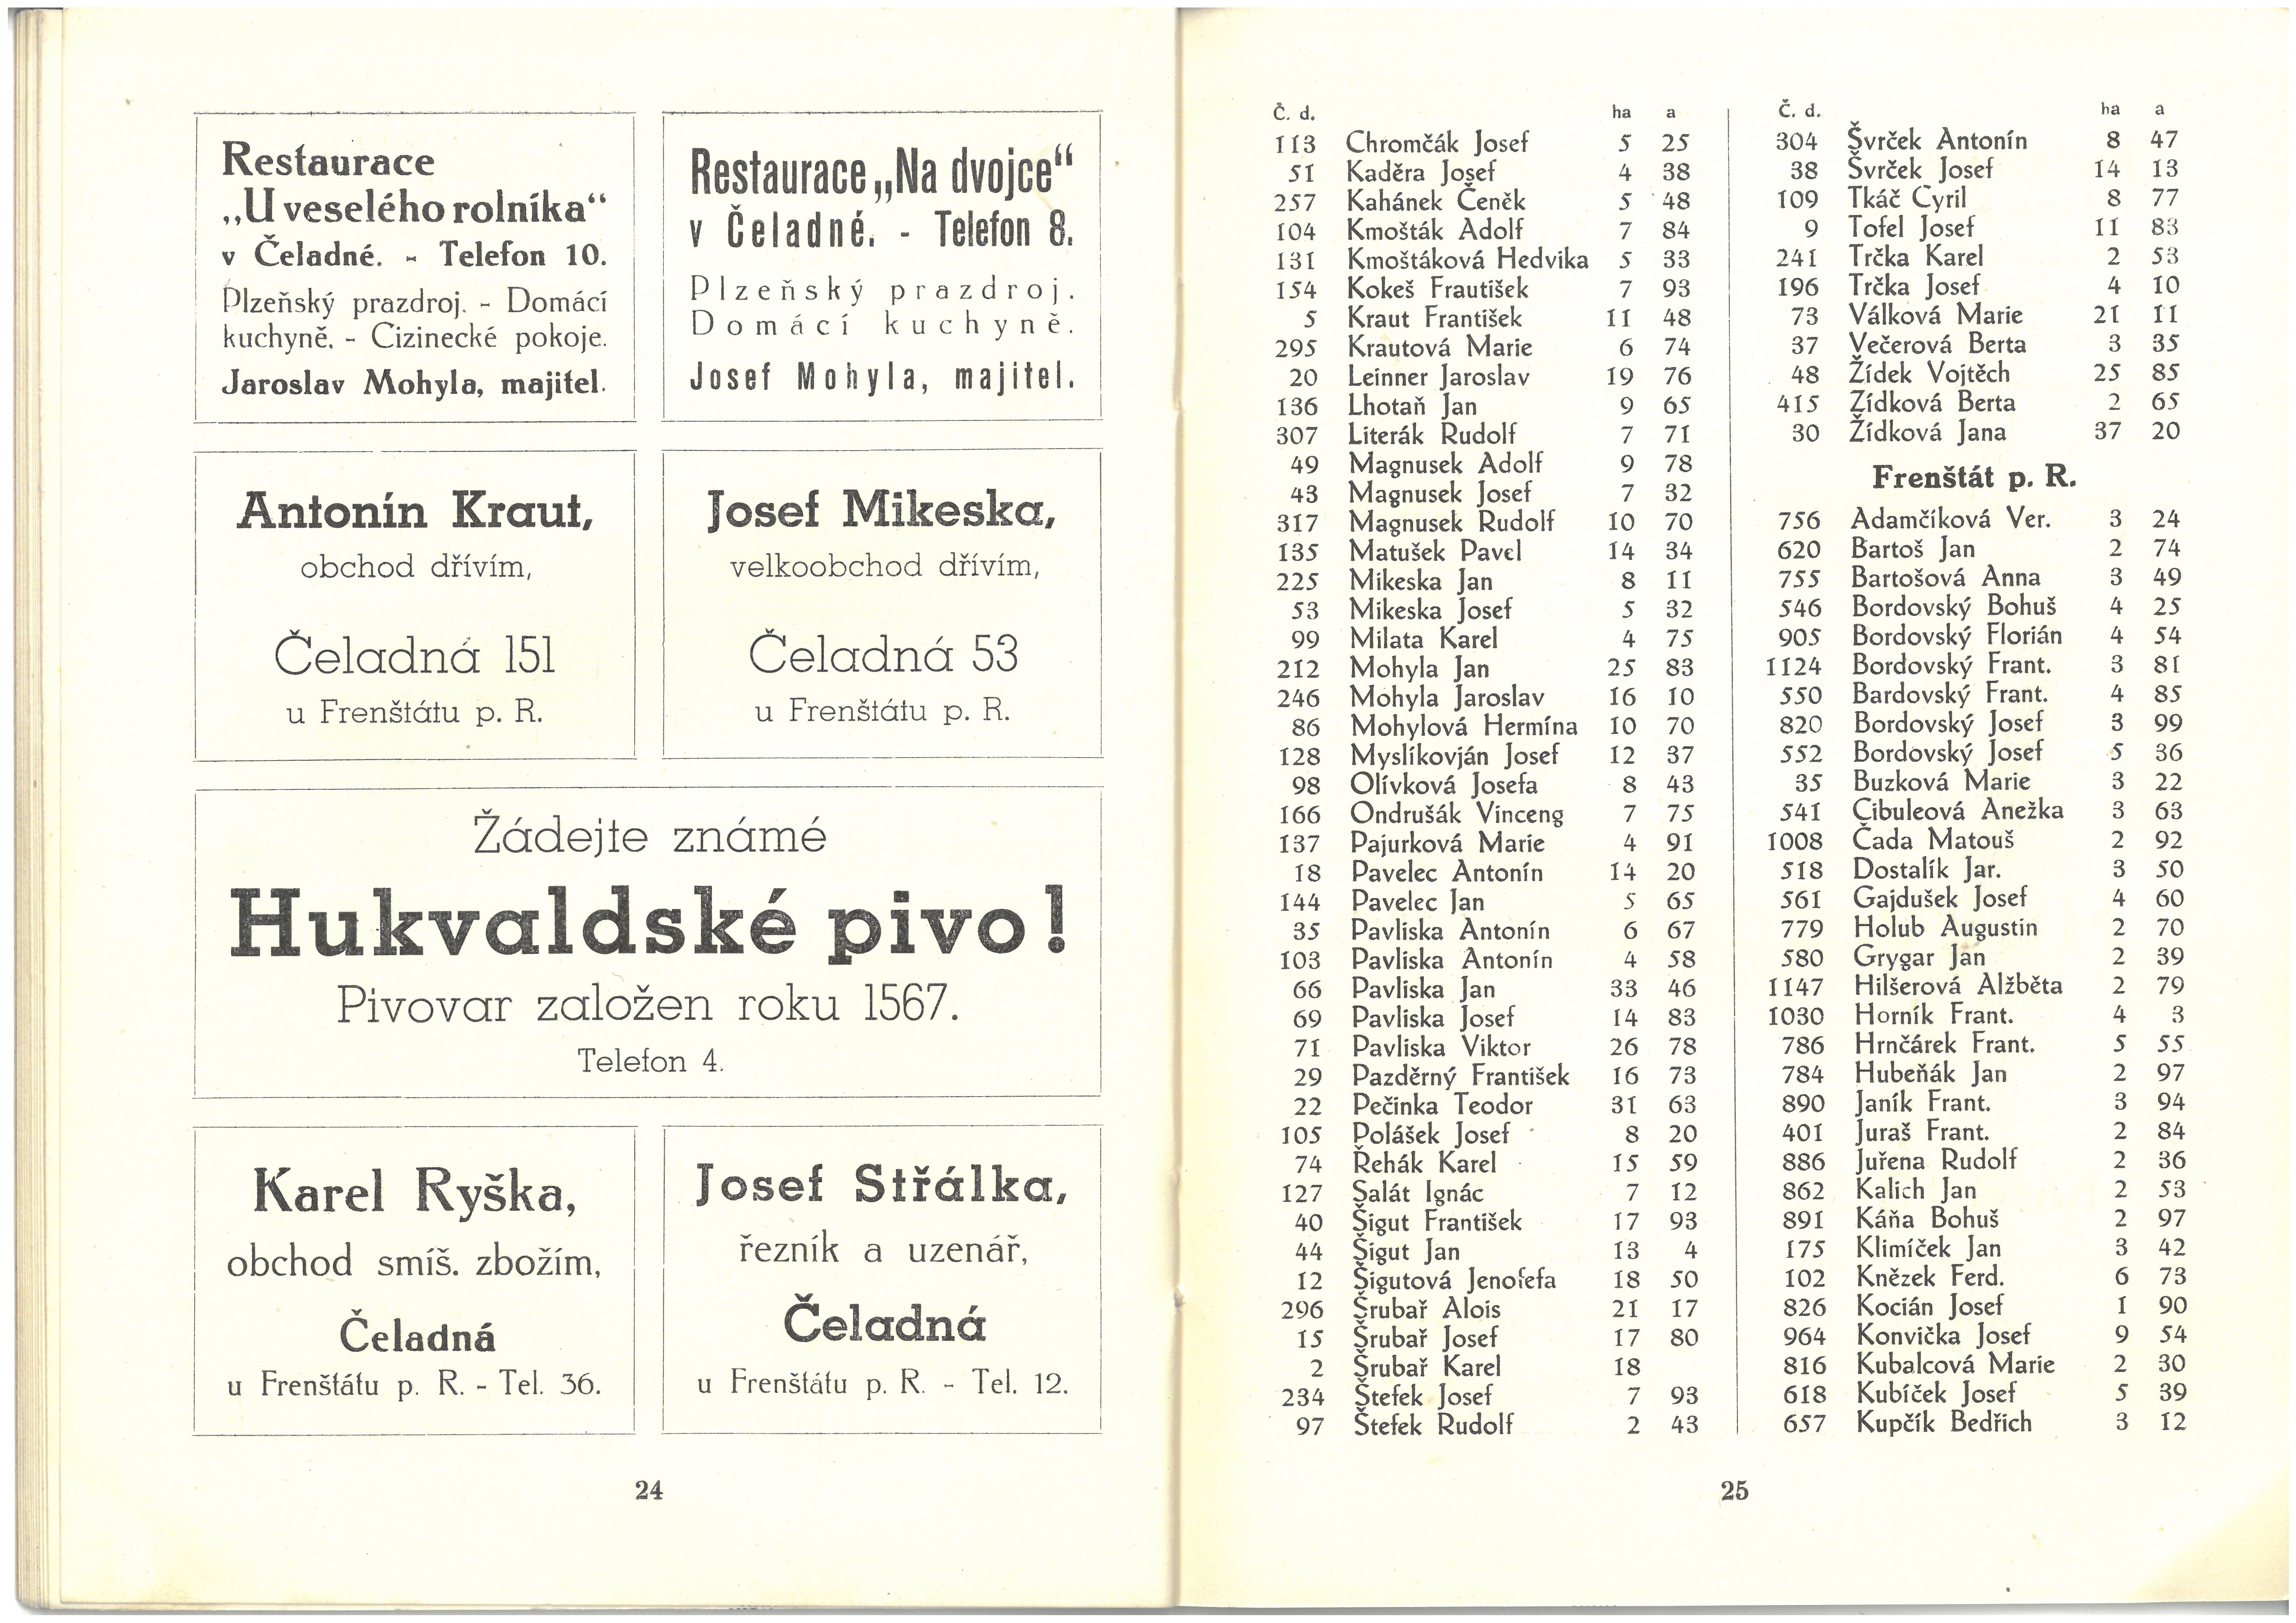 Restaurace
„U veselého rolníka“
v Čeladné. - Telefon 10.
Plzeňský prazdroj. - Domácí
kuchyně. - Cizinecké pokoje.
Jaroslav Mohyla, majitel.
Restaurace „Na dvojce“
v Čeladné. - Telefon 8.
Plzeňský prazdroj.
Domácí kuchyně.
Josef Mohyla, majitel.
Antonín Kraut,
obchod dřívím,
Čeladná 151
u Frenštátu p. R.
Josef Mikeska,
velkoobchod dřívím,
Čeladná 53
u Frenštátu p. R.
Žádejte známé
Hukvaldské pivo!
Pivovar založen roku 1567.
Telefon 4.
Karel Ryška,
obchod smíš. zbožím,
Čeladná
u Frenštátu p. R. - Tel. 36.
Josef Střálka,
řezník a uzenář,
Čeladná
u Frenštátu p. R. - Tel. 12.
24
Č. d. ha a
113 Chromčák Josef 5 25
51 Kaděra Josef 4 38
257 Kahánek Čeněk 5 48
104 Kmošták Adolf 7 84
131 Kmoštáková Hedvika 5 33
154 Kokeš Frautišek 7 93
5 Kraut František 11 48
295 Krautová Marie 6 74
20 Leinner Jaroslav 19 76
136 Lhotaň Jan 9 65
307 Literák Rudolf 7 71
49 Magnusek Adolf 9 78
43 Magnusek Josef 7 32
317 Magnusek Rudolf 10 70
135 Matušek Pavel 14 34
225 Mikeska Jan 8 11
53 Mikeska Josef 5 32
99 Milata Karel 4 75
212 Mohyla Jan 25 83
246 Mohyla Jaroslav 16 10
86 Mohylová Hermína 10 70
128 Myslíkovján Josef 12 37
98 Olívková Josefa 8 43
166 Ondrušák Vinceng 7 75
137 Pajurková Marie 4 91
18 Pavelec Antonín 14 20
144 Pavelec Jan 5 65
35 Pavliska Antonín 6 67
103 Pavliska Antonín 4 58
66 Pavliska Jan 33 46
69 Pavliska Josef 14 83
71 Pavliska Viktor 26 78
29 Pazděrný František 16 73
22 Pečinka Teodor 31 63
105 Polášek Josef 8 20
74 Řehák Karel 15 59
127 Salát Ignác 7 12
40 Šigut František 17 93
44 Šigut Jan 13 4
12 Šigutová Jenofefa 18 50
296 Šrubař Alois 21 17
15 Šrubař Josef 17 80
2 Šrubař Karel 18
234 Štefek Josef 7 93
97 Štefek Rudolf 2 43
Č. d. ha a
304 Švrček Antonín 8 47
38 Švrček Josef 14 13
109 Tkáč Cyril 8 77
9 Tofel Josef 11 83
241 Trčka Karel 2 53
196 Trčka Josef 4 10
73 Válková Marie 21 11
37 Večerová Berta 3 35
48 Žídek Vojtěch 25 85
415 Zídková Berta 2 65
30 Žídková Jana 37 20
Frenštát p. R.
756 Adamčíková Ver. 3 24
620 Bartoš Jan 2 74
755 Bartošová Anna 3 49
546 Bordovský Bohuš 4 25
905 Bordovský Florián 4 54
1124 Bordovský Frant. 3 81
550 Bardovský Frant. 4 85
820 Bordovský Josef 3 99
552 Bordovský Josef 5 36
35 Buzková Marie 3 22
541 Cibuleová Anežka 3 63
1008 Čada Matouš 2 92
518 Dostalík Jar. 3 50
561 Gajdušek Josef 4 60
779 Holub Augustin 2 70
580 Grygar Jan 2 39
1147 Hilšerová Alžběta 2 79
1030 Horník Frant. 4 3
786 Hrnčárek Frant. 5 55
784 Hubeňák Jan 2 97
890 Janík Frant. 3 94
401 Juraš Frant. 2 84
886 Juřena Rudolf 2 36
862 Kalich Jan 2 53
891 Káňa Bohuš 2 97
175 Klimíček Jan 3 42
102 Knězek Ferd. 6 73
826 Kocián Josef 1 90
964 Konvička Josef 9 54
816 Kubalcová Marie 2 30
618 Kubíček Josef 5 39
657 Kupčík Bedřich 3 12
25